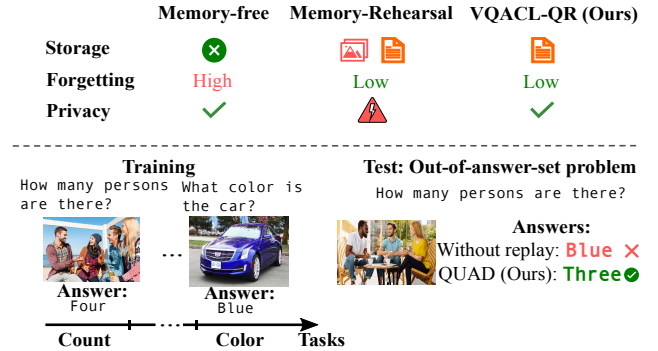 Memory-free Memory-Rehearsal VQACL-QR (Ours)
Storage
Forgetting High Low Low
Privacy
Training Test: Out-of-answer-set problem
How many persons are there? What color is the car? How many persons are there?
Answers:
Without replay: Blue
QUAD (Ours): Three
Answer: Answer:
Four Blue
Count Color Tasks